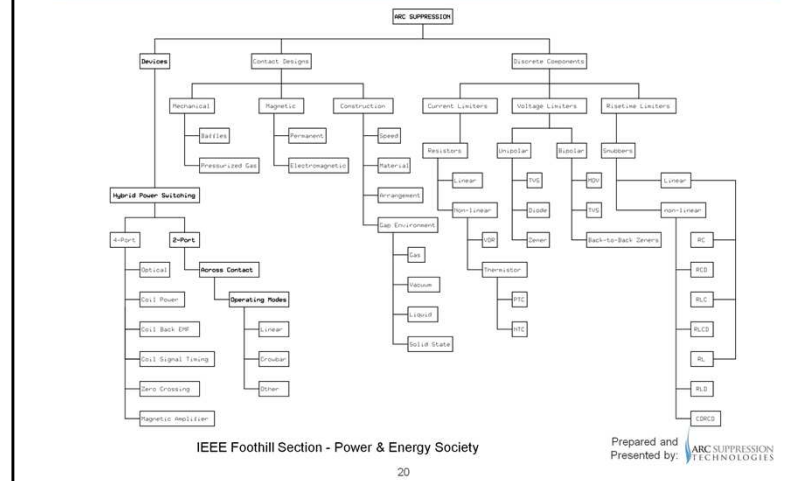 ARC SUPPRESSION
Devices
Contact Designs
Discrete Components
Mechanical
Magnetic
Construction
Current Limiters
Voltage Limiters
Risetime Limiters
Baffles
Permanent
Speed
Resistors
Unipolar
Bipolar
Snubbers
Pressurized Gas
Electromagnetic
Material
Linear
TVS
MOV
Linear
Hybrid Power Switching
Arrangement
Non-linear
Diode
TVS
non-linear
4-Port
2-Port
Gap Environment
VDR
Zener
Back-to-Back Zeners
RC
Optical
Across Contact
Gas
Thermistor
RCD
Coil Power
Operating Modes
Vacuum
PTC
RLC
Coil Back EMF
Linear
Liquid
NTC
RLCD
Coil Signal Timing
Crowbar
Solid State
RL
Zero Crossing
Other
RLD
Magnetic Amplifier
CDRCD
IEEE Foothill Section - Power & Energy Society
Prepared and
Presented by:
ARC SUPPRESSION
TECHNOLOGIES
20